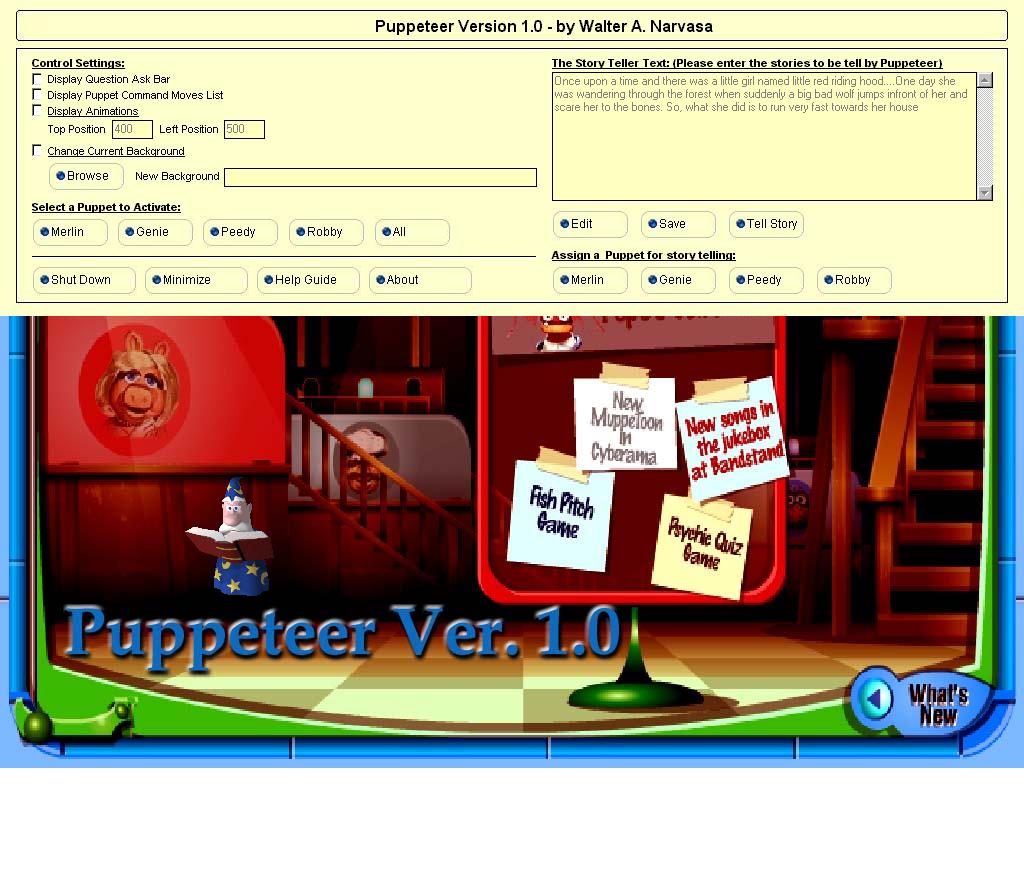 Puppeteer Version 1.0 - by Walter A. Narvasa
Control Settings:
Display Question Ask Bar
Display Puppet Command Moves List
Display Animations
Top Position 400 Left Position 500
Change Current Background
Browse New Background
Select a Puppet to Activate:
Merlin Genie Peedy Robby All
Shut Down Minimize Help Guide About
The Story Teller Text: (Please enter the stories to be tell by Puppeteer)
Once upon a time and there was a little girl named little red riding hood....One day she
was wandering through the forest when suddenly a big bad wolf jumps infront of her and
scare her to the bones. So, what she did is to run very fast towards her house
Edit Save Tell Story
Assign a Puppet for story telling:
Merlin Genie Peedy Robby
New
MuppeToon
in
Cyberama
New songs in
the jukebox
at Bandstand
Fish Pitch
Game
Psychic Quiz
Game
Puppeteer Ver. 1.0
What's
New